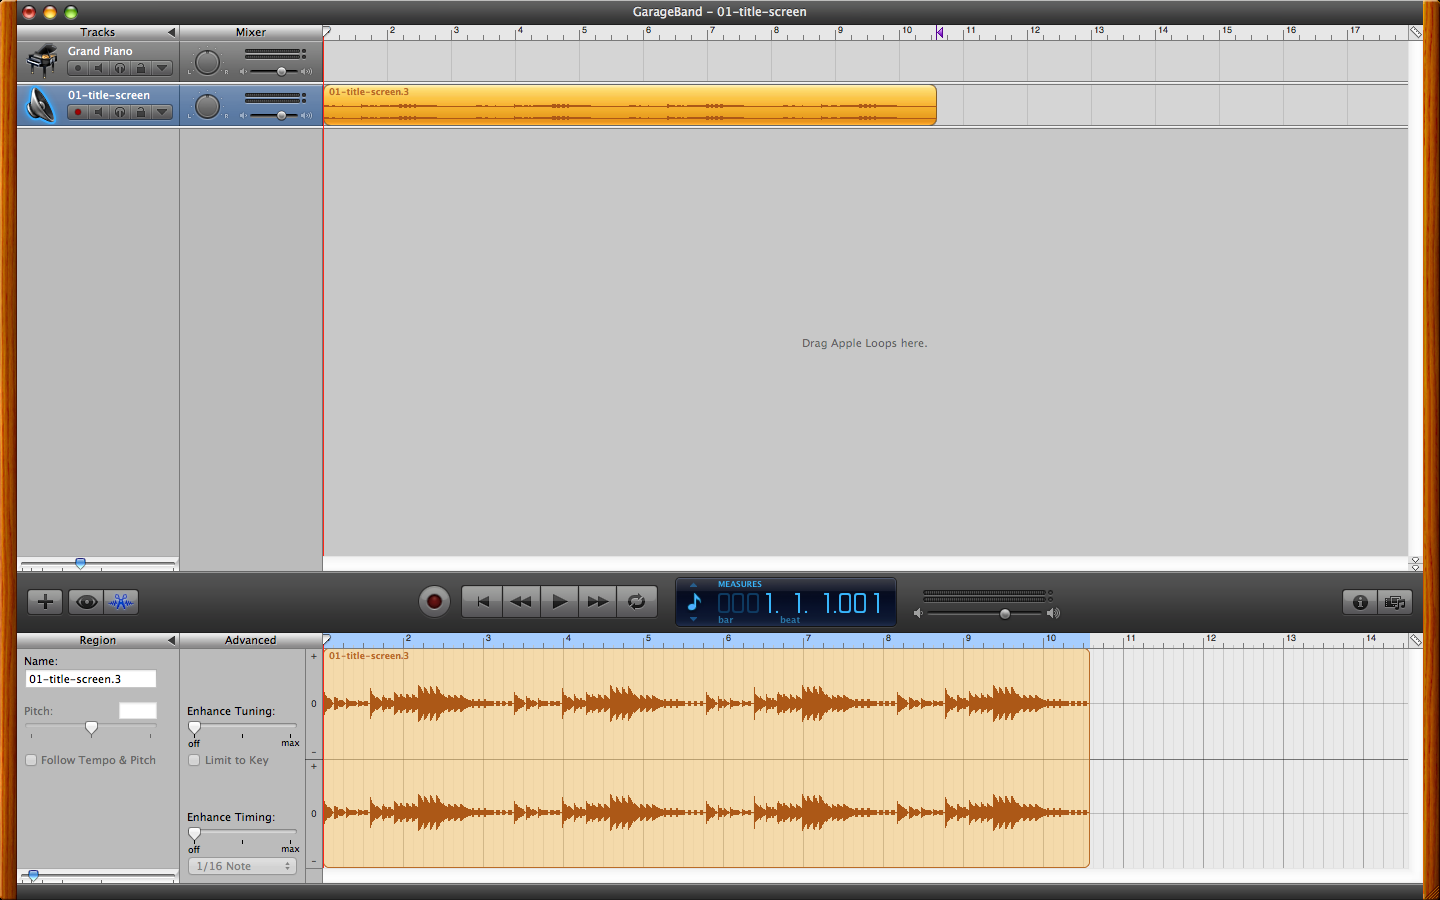 GarageBand – 01-title-screen
Tracks
Mixer
2 3 4 5 6 7 8 9 10 11 12 13 14 15 16 17
Grand Piano
L R
01-title-screen
L R
01-title-screen.3
Drag Apple Loops here.
MEASURES
0001. 1. 1.001
bar beat
Region
Advanced
2 3 4 5 6 7 8 9 10 11 12 13 14
Name:
01-title-screen.3
Pitch:
Follow Tempo & Pitch
Enhance Tuning:
off max
Limit to Key
Enhance Timing:
off max
1/16 Note
+
0
-
+
0
-
01-title-screen.3